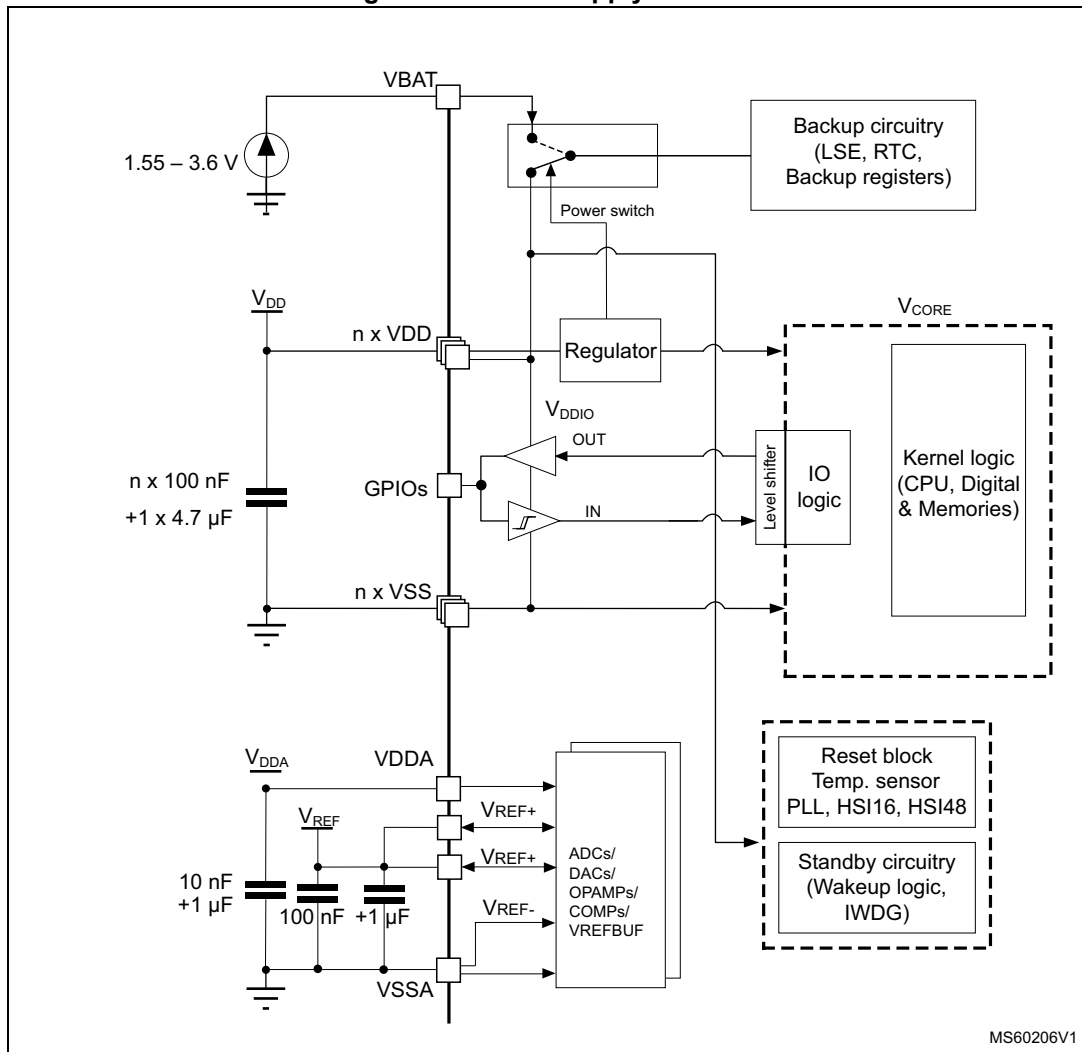 VBAT
1.55 – 3.6 V
Power switch
Backup circuitry
(LSE, RTC,
Backup registers)
VDD
n x VDD
Regulator
VCORE
VDDIO
OUT
n x 100 nF
+1 x 4.7 µF
GPIOs
IN
Level shifter
IO
logic
Kernel logic
(CPU, Digital
& Memories)
n x VSS
VDDA
VDDA
VREF
VREF+
VREF+
VREF-
10 nF
+1 µF
100 nF
+1 µF
ADCs/
DACs/
OPAMPs/
COMPs/
VREFBUF
VSSA
Reset block
Temp. sensor
PLL, HSI16, HSI48
Standby circuitry
(Wakeup logic,
IWDG)
MS60206V1